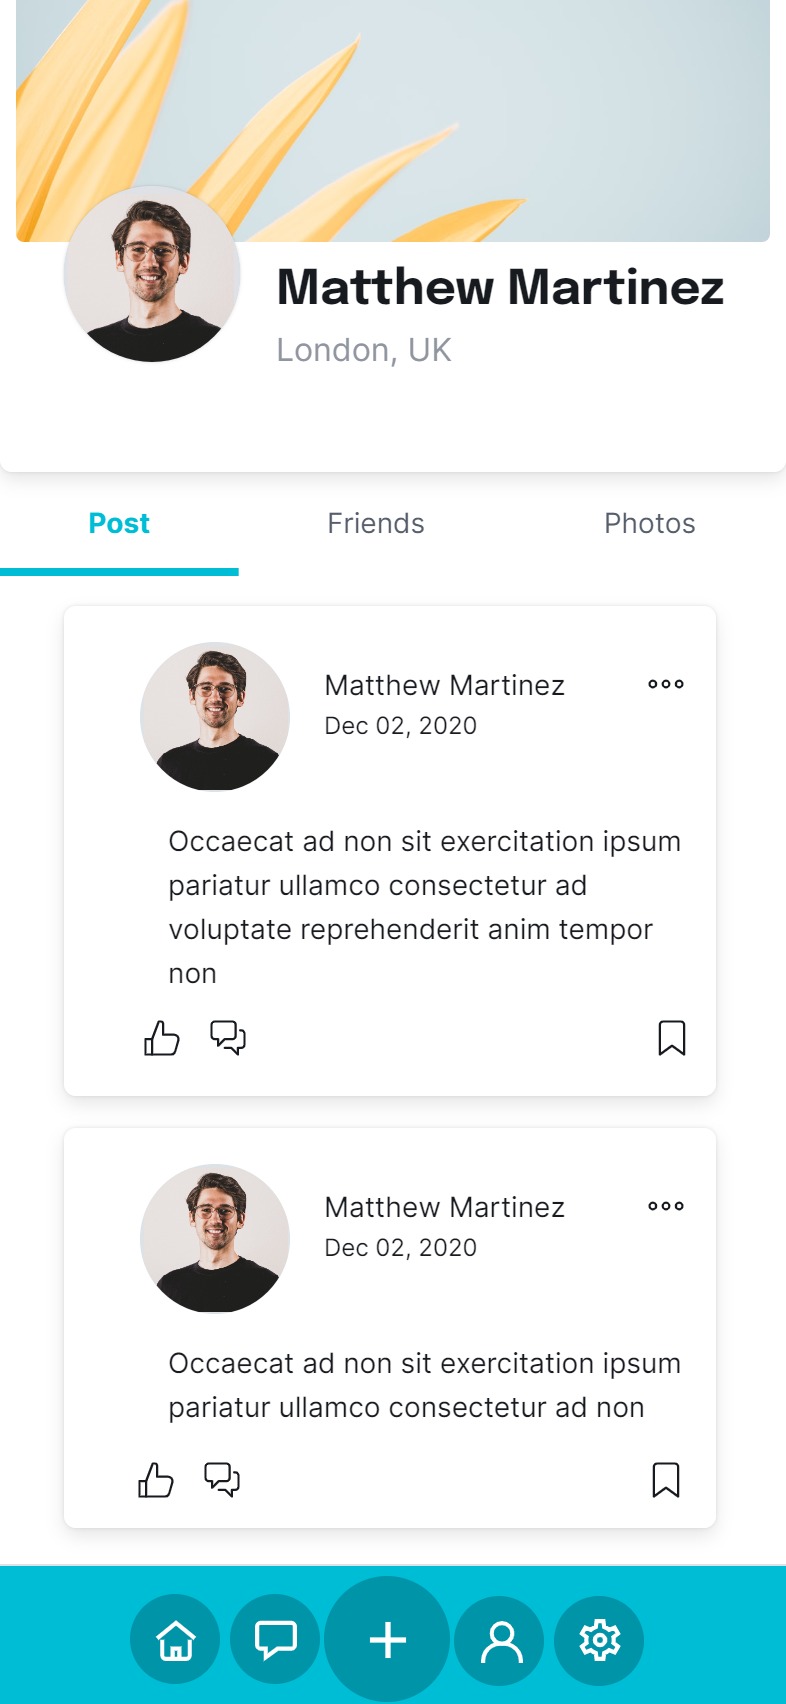 Matthew Martinez
London, UK
Post
Friends
Photos
Matthew Martinez
Dec 02, 2020
Occaecat ad non sit exercitation ipsum
pariatur ullamco consectetur ad
voluptate reprehenderit anim tempor
non
Matthew Martinez
Dec 02, 2020
Occaecat ad non sit exercitation ipsum
pariatur ullamco consectetur ad non